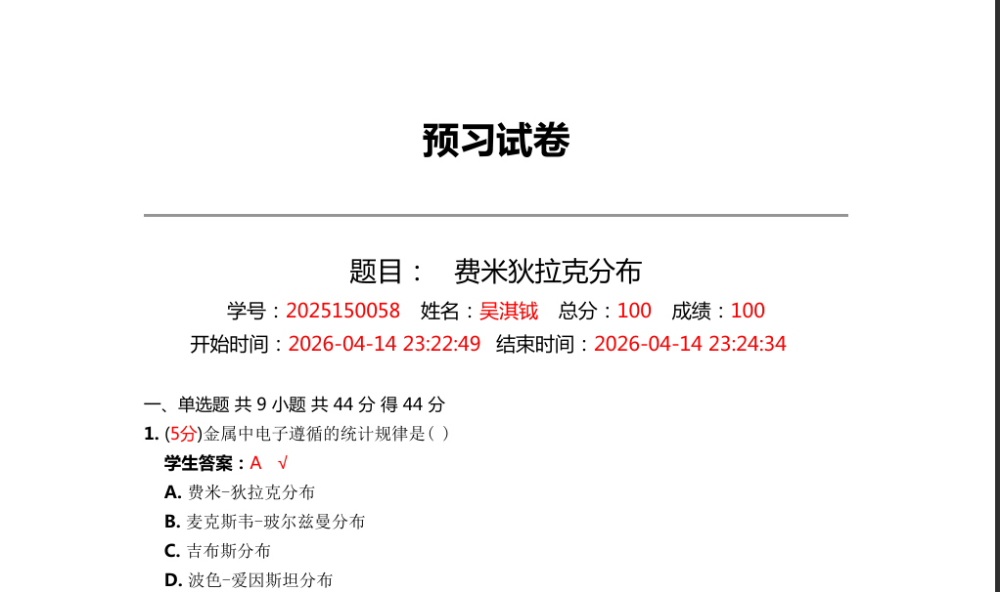 预习试卷
题目： 费米狄拉克分布
学号：2025150058 姓名：吴淇钺 总分：100 成绩：100
开始时间：2026-04-14 23:22:49 结束时间：2026-04-14 23:24:34
一、单选题 共 9 小题 共 44 分 得 44 分
1. (5分)金属中电子遵循的统计规律是( )
学生答案：A √
A. 费米-狄拉克分布
B. 麦克斯韦-玻尔兹曼分布
C. 吉布斯分布
D. 波色-爱因斯坦分布